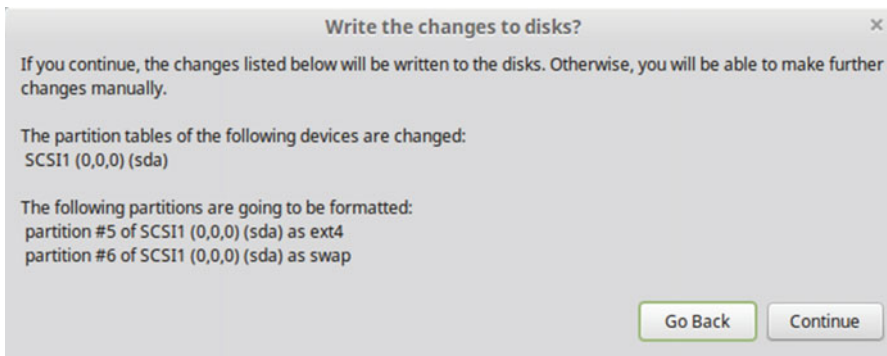 Write the changes to disks?
If you continue, the changes listed below will be written to the disks. Otherwise, you will be able to make further
changes manually.
The partition tables of the following devices are changed:
SCSI1 (0,0,0) (sda)
The following partitions are going to be formatted:
partition #5 of SCSI1 (0,0,0) (sda) as ext4
partition #6 of SCSI1 (0,0,0) (sda) as swap
Go Back Continue